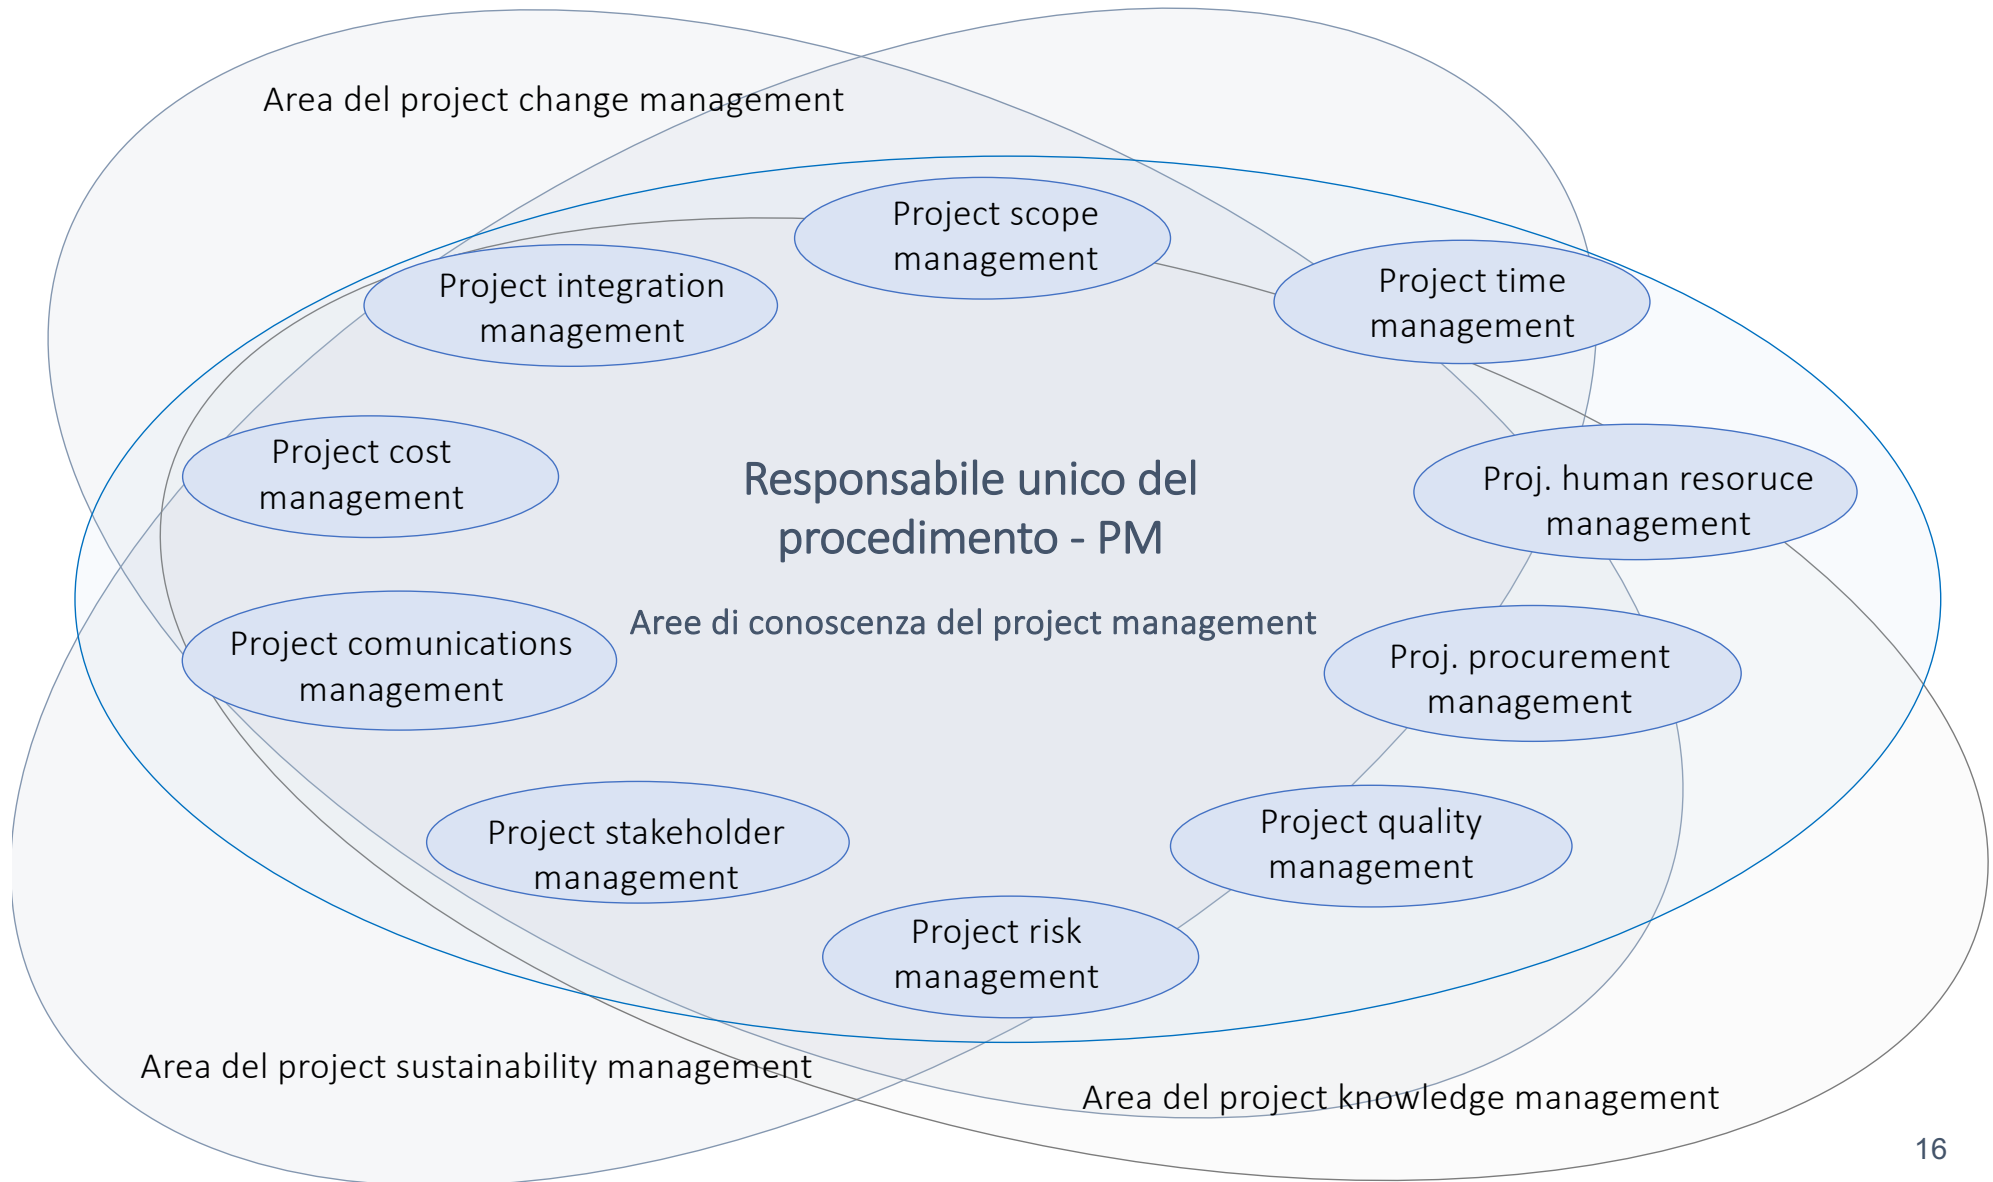 Area del project change management
Project scope
management
Project integration
management
Project time
management
Project cost
management
Responsabile unico del
procedimento - PM
Proj. human resoruce
management
Aree di conoscenza del project management
Project comunications
management
Proj. procurement
management
Project stakeholder
management
Project quality
management
Project risk
management
Area del project sustainability management
Area del project knowledge management
16